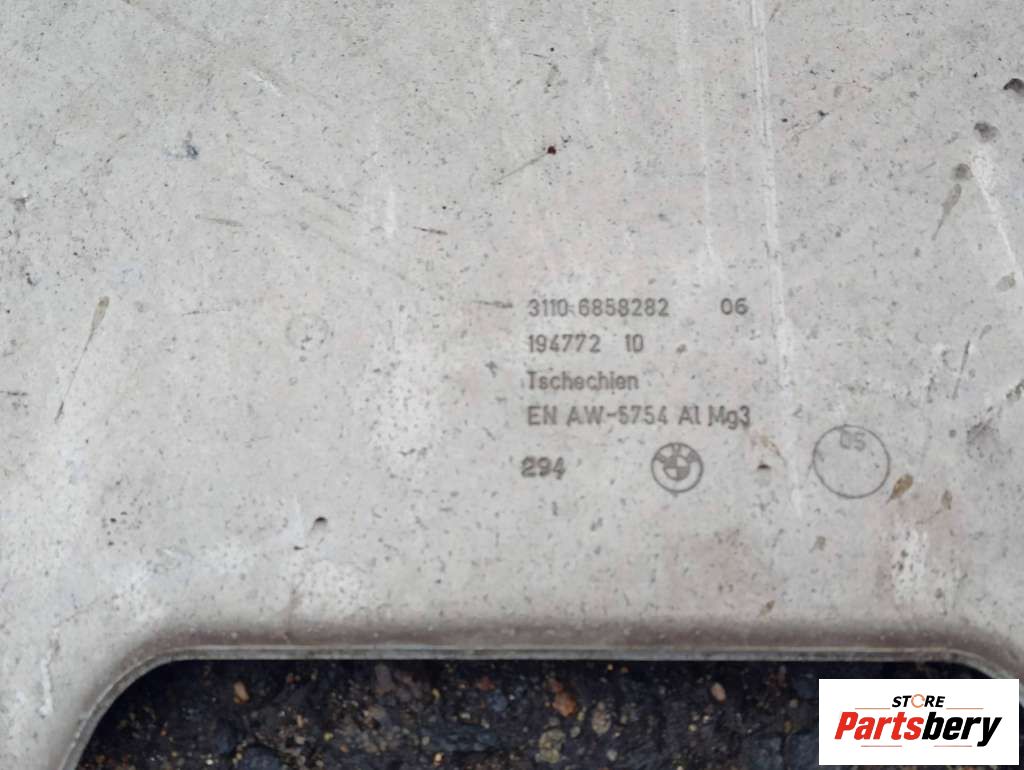 3110 6858282 06
194772 10
Tschechien
EN AW-5754 Al Mg3
294
05
STORE
Partsbery